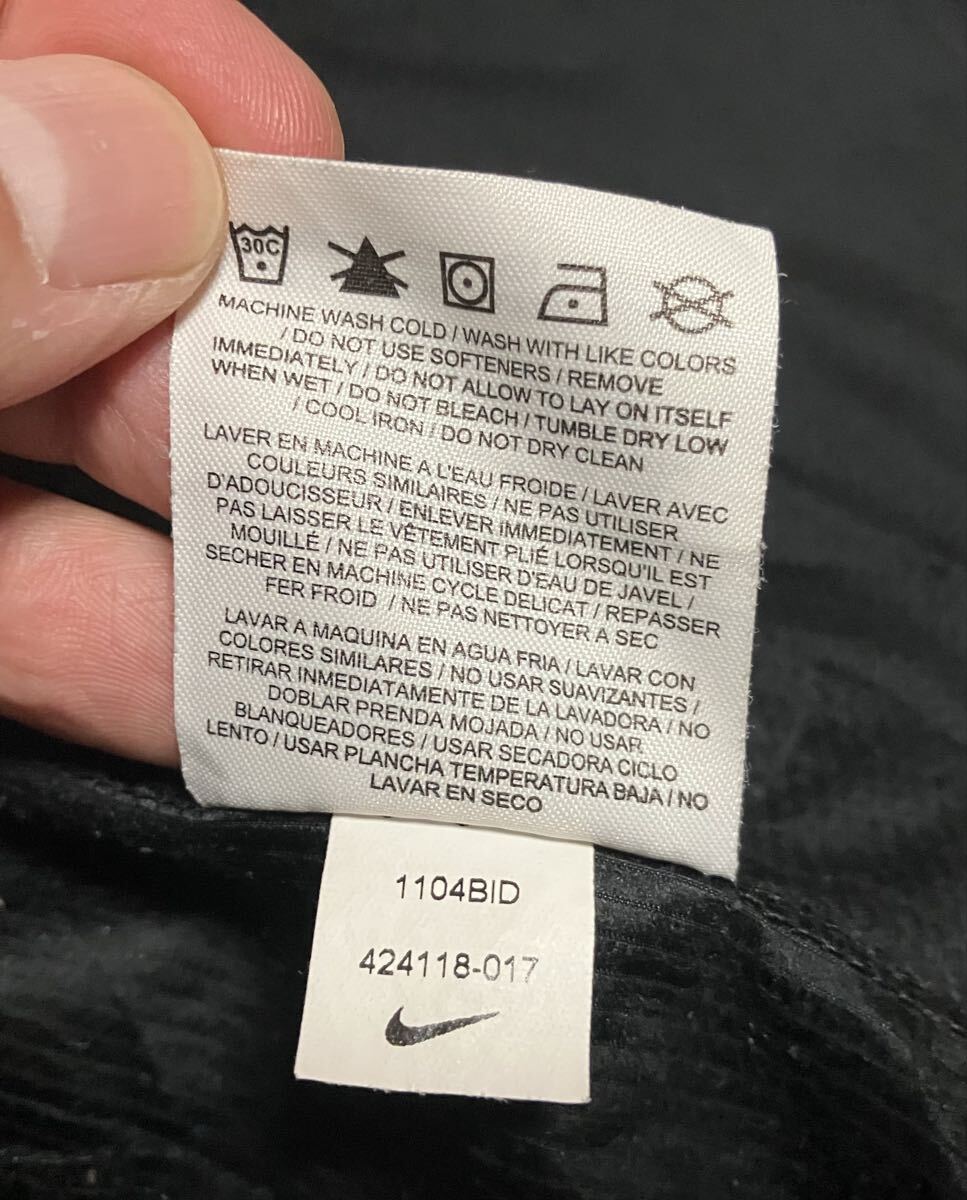 30C
MACHINE WASH COLD / WASH WITH LIKE COLORS
/ DO NOT USE SOFTENERS / REMOVE
IMMEDIATELY / DO NOT ALLOW TO LAY ON ITSELF
WHEN WET / DO NOT BLEACH / TUMBLE DRY LOW
/ COOL IRON / DO NOT DRY CLEAN
LAVER EN MACHINE A L'EAU FROIDE / LAVER AVEC
COULEURS SIMILAIRES / NE PAS UTILISER
D'ADOUCISSEUR / ENLEVER IMMEDIATEMENT / NE
PAS LAISSER LE VÊTEMENT PLIÉ LORSQU'IL EST
MOUILLÉ / NE PAS UTILISER D'EAU DE JAVEL /
SECHER EN MACHINE CYCLE DELICAT / REPASSER
FER FROID / NE PAS NETTOYER A SEC
LAVAR A MAQUINA EN AGUA FRIA / LAVAR CON
COLORES SIMILARES / NO USAR SUAVIZANTES /
RETIRAR INMEDIATAMENTE DE LA LAVADORA / NO
DOBLAR PRENDA MOJADA / NO USAR
BLANQUEADORES / USAR SECADORA CICLO
LENTO / USAR PLANCHA TEMPERATURA BAJA / NO
LAVAR EN SECO
1104BID
424118-017